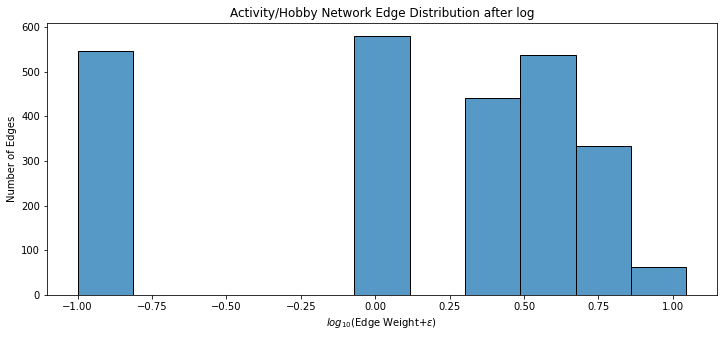 Activity/Hobby Network Edge Distribution after log
600
500
400
300
200
100
0
Number of Edges
−1.00 −0.75 −0.50 −0.25 0.00 0.25 0.50 0.75 1.00
log₁₀(Edge Weight+ε)